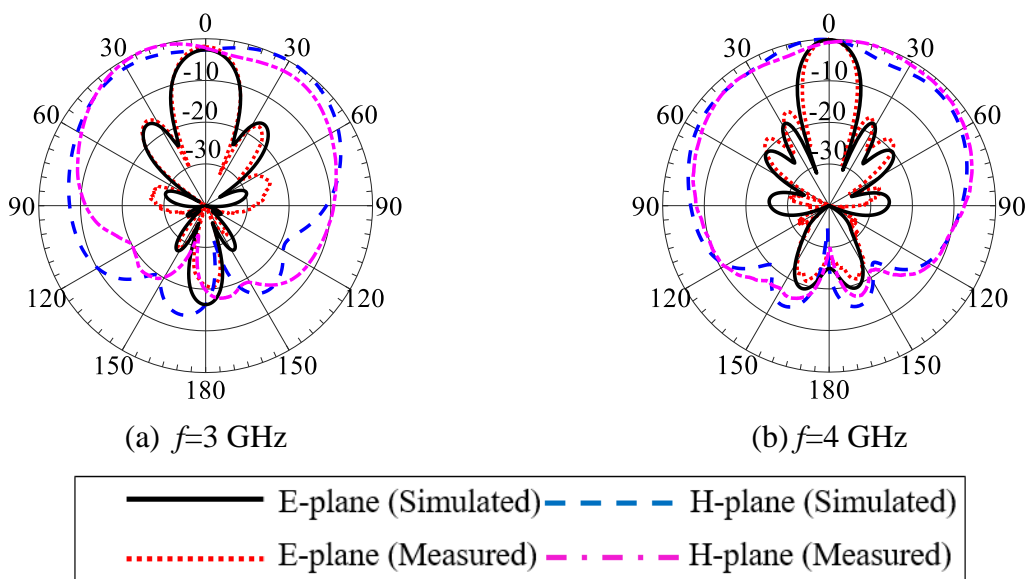 0 0
30 30 30 30
-10 -10
60 60 60 60
-20 -20
-30 -30
90 90 90 90
120 120 120 120
150 150 150 150
180 180
(a) f=3 GHz (b) f=4 GHz
E-plane (Simulated) H-plane (Simulated)
E-plane (Measured) H-plane (Measured)